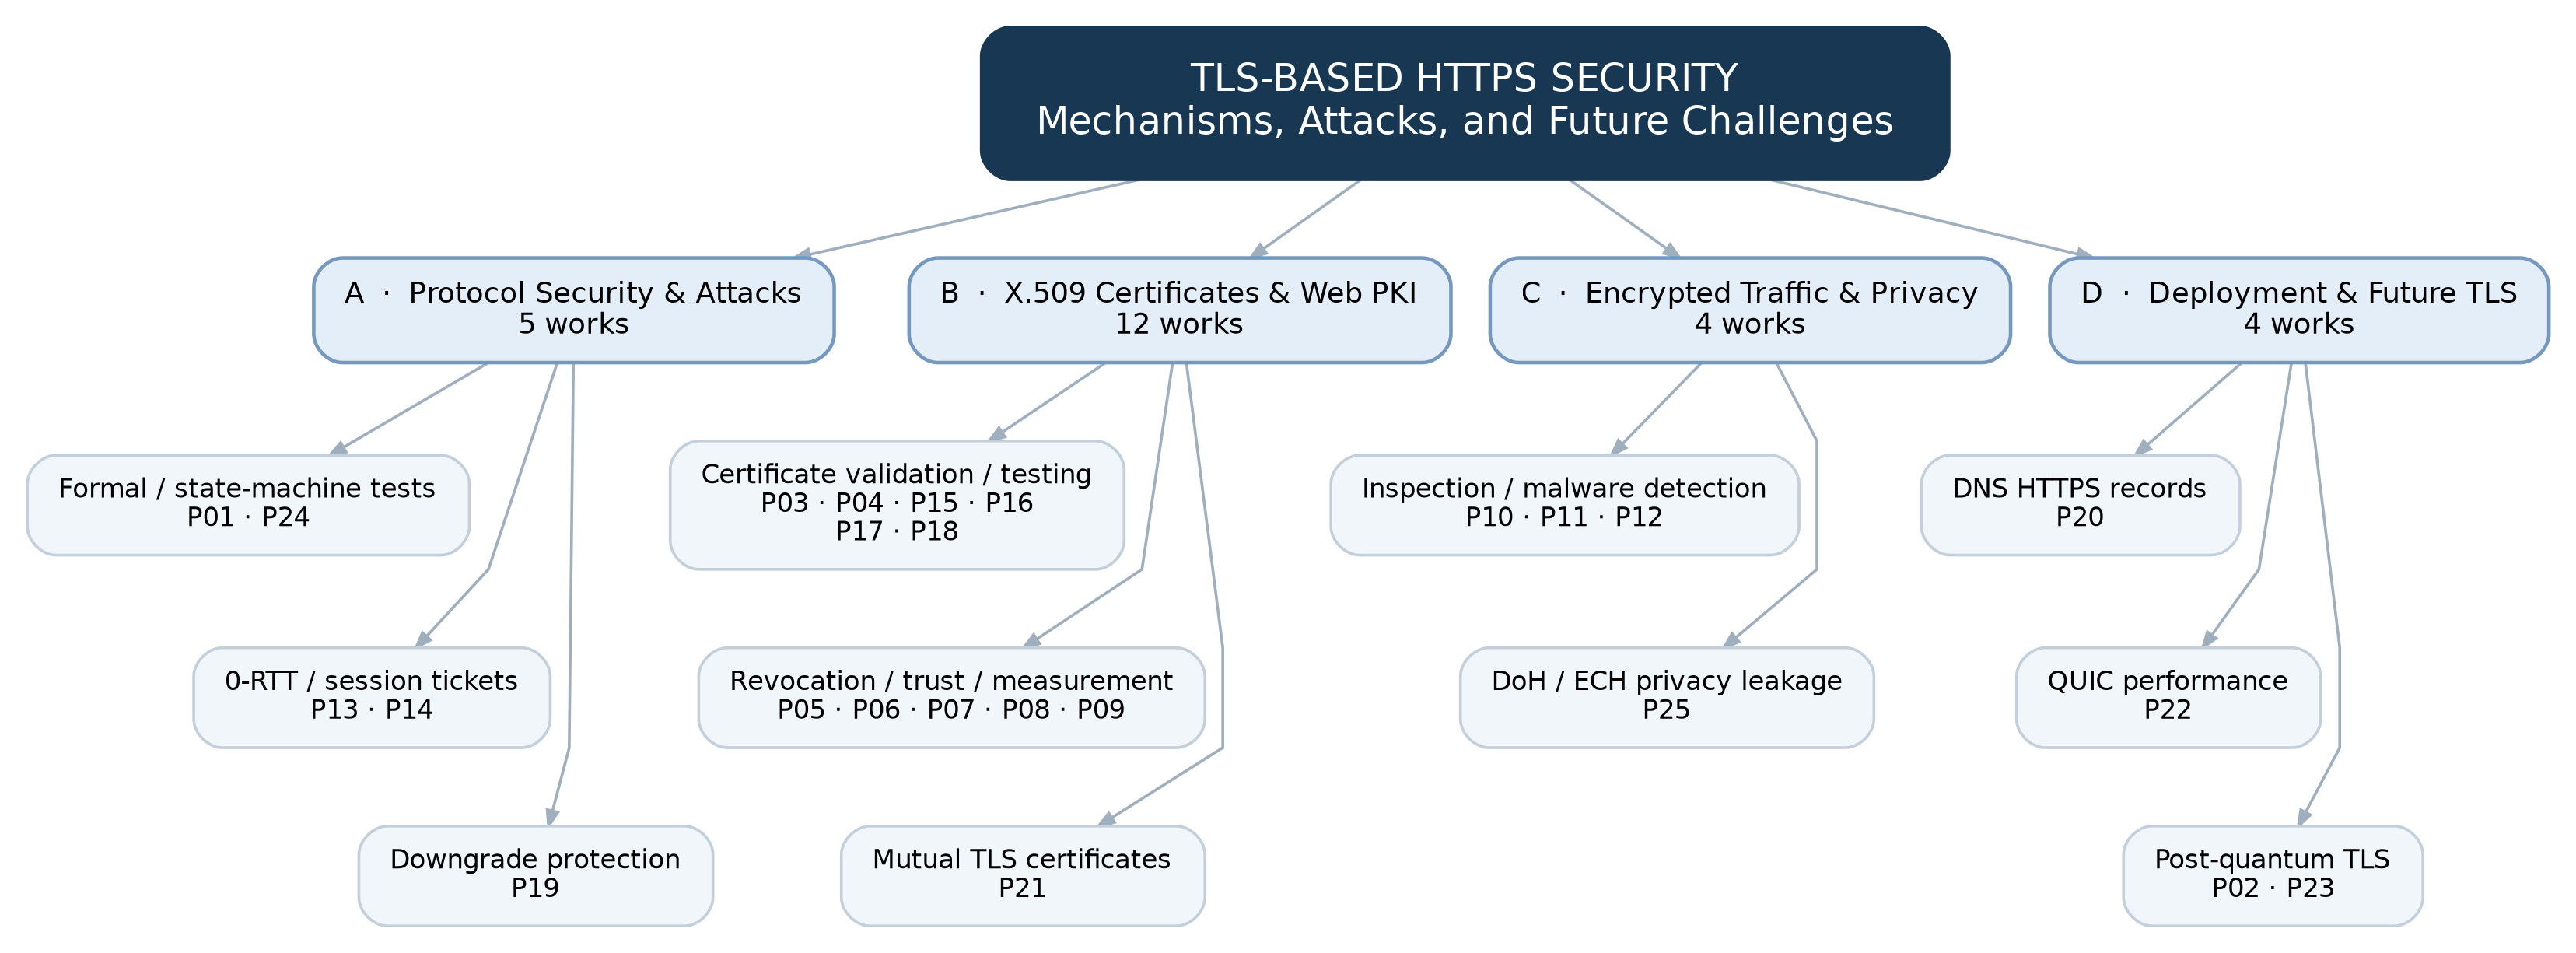 TLS-BASED HTTPS SECURITY
Mechanisms, Attacks, and Future Challenges
A · Protocol Security & Attacks
5 works
B · X.509 Certificates & Web PKI
12 works
C · Encrypted Traffic & Privacy
4 works
D · Deployment & Future TLS
4 works
Formal / state-machine tests
P01 · P24
Certificate validation / testing
P03 · P04 · P15 · P16
P17 · P18
Inspection / malware detection
P10 · P11 · P12
DNS HTTPS records
P20
0-RTT / session tickets
P13 · P14
Revocation / trust / measurement
P05 · P06 · P07 · P08 · P09
DoH / ECH privacy leakage
P25
QUIC performance
P22
Downgrade protection
P19
Mutual TLS certificates
P21
Post-quantum TLS
P02 · P23